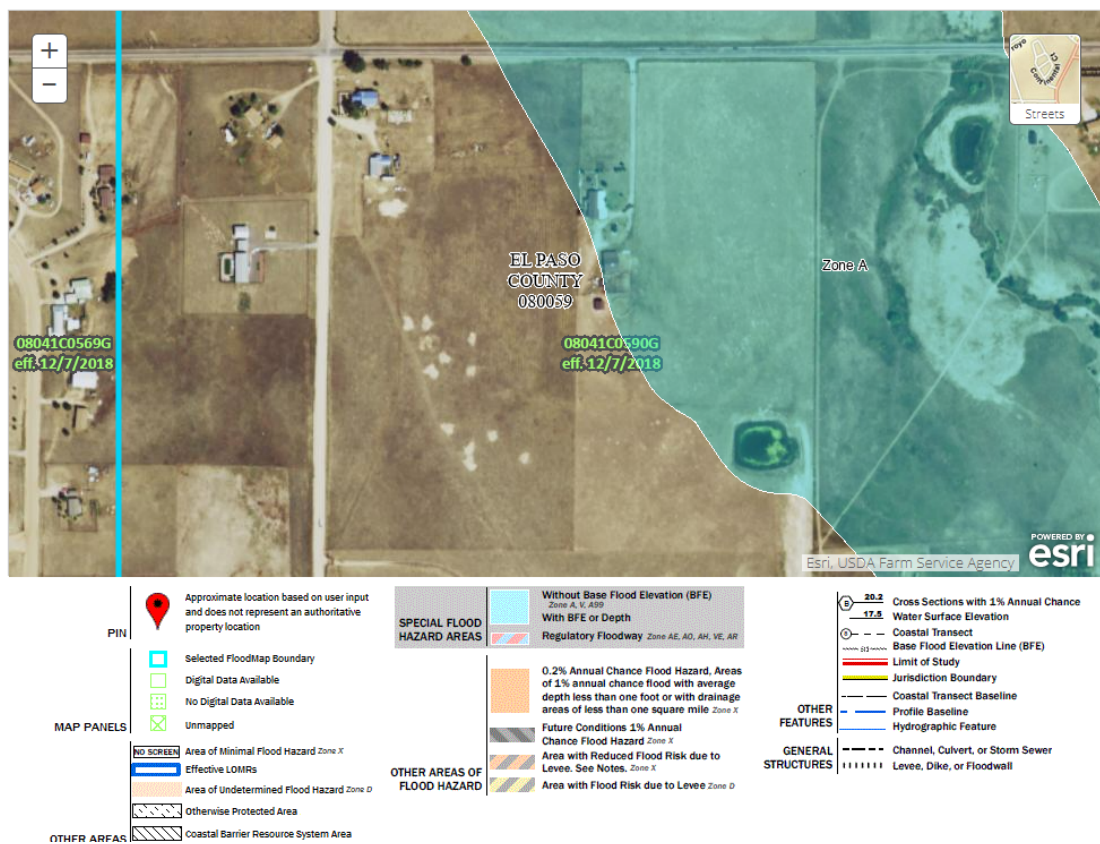 +
−
royo
Continental Ct
Streets
EL PASO
COUNTY
080059
Zone A
08041C0569G
eff. 12/7/2018
08041C0590G
eff. 12/7/2018
POWERED BY
esri
Esri, USDA Farm Service Agency
PIN
Approximate location based on user input
and does not represent an authoritative
property location
MAP PANELS
Selected FloodMap Boundary
Digital Data Available
No Digital Data Available
Unmapped
OTHER AREAS
NO SCREEN Area of Minimal Flood Hazard Zone X
Effective LOMRs
Area of Undetermined Flood Hazard Zone D
Otherwise Protected Area
Coastal Barrier Resource System Area
SPECIAL FLOOD
HAZARD AREAS
Without Base Flood Elevation (BFE)
Zone A, V, A99
With BFE or Depth
Regulatory Floodway Zone AE, AO, AH, VE, AR
OTHER AREAS OF
FLOOD HAZARD
0.2% Annual Chance Flood Hazard, Areas
of 1% annual chance flood with average
depth less than one foot or with drainage
areas of less than one square mile Zone X
Future Conditions 1% Annual
Chance Flood Hazard Zone X
Area with Reduced Flood Risk due to
Levee. See Notes. Zone X
Area with Flood Risk due to Levee Zone D
OTHER
FEATURES
B 20.2 Cross Sections with 1% Annual Chance
17.5 Water Surface Elevation
8 Coastal Transect
513 Base Flood Elevation Line (BFE)
Limit of Study
Jurisdiction Boundary
Coastal Transect Baseline
Profile Baseline
Hydrographic Feature
GENERAL
STRUCTURES
Channel, Culvert, or Storm Sewer
Levee, Dike, or Floodwall